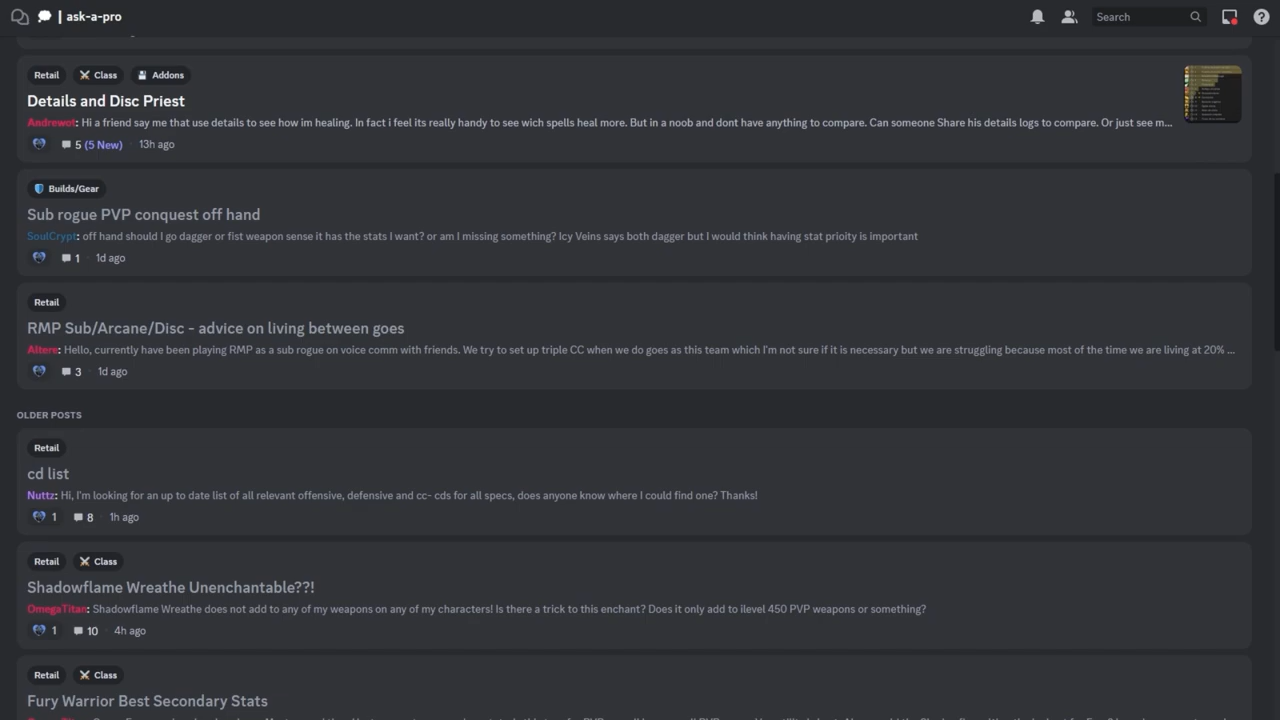 | ask-a-pro
Search
Retail Class Addons
Details and Disc Priest
Andrewot: Hi a friend say me that use details to see how im healing. In fact i feel its really handy to see wich spells heal more. But in a noob and dont have anything to compare. Can someone Share his details logs to compare. Or just see m...
5 (5 New) · 13h ago
Builds/Gear
Sub rogue PVP conquest off hand
SoulCrypt: off hand should I go dagger or fist weapon sense it has the stats I want? or am I missing something? Icy Veins says both dagger but I would think having stat prioity is important
1 · 1d ago
Retail
RMP Sub/Arcane/Disc - advice on living between goes
Altere: Hello, currently have been playing RMP as a sub rogue on voice comm with friends. We try to set up triple CC when we do goes as this team which I'm not sure if it is necessary but we are struggling because most of the time we are living at 20% ...
3 · 1d ago
OLDER POSTS
Retail
cd list
Nuttz: Hi, I'm looking for an up to date list of all relevant offensive, defensive and cc- cds for all specs, does anyone know where I could find one? Thanks!
1 8 · 1h ago
Retail Class
Shadowflame Wreathe Unenchantable??!
OmegaTitan: Shadowflame Wreathe does not add to any of my weapons on any of my characters! Is there a trick to this enchant? Does it only add to ilevel 450 PVP weapons or something?
1 10 · 4h ago
Retail Class
Fury Warrior Best Secondary Stats